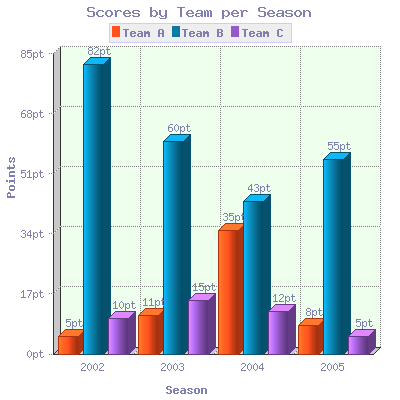 Scores by Team per Season
Team A Team B Team C
85pt
82pt
68pt
60pt
55pt
51pt
43pt
35pt
34pt
17pt
15pt
12pt
11pt
10pt
8pt
5pt
5pt
0pt
Points
2002 2003 2004 2005
Season